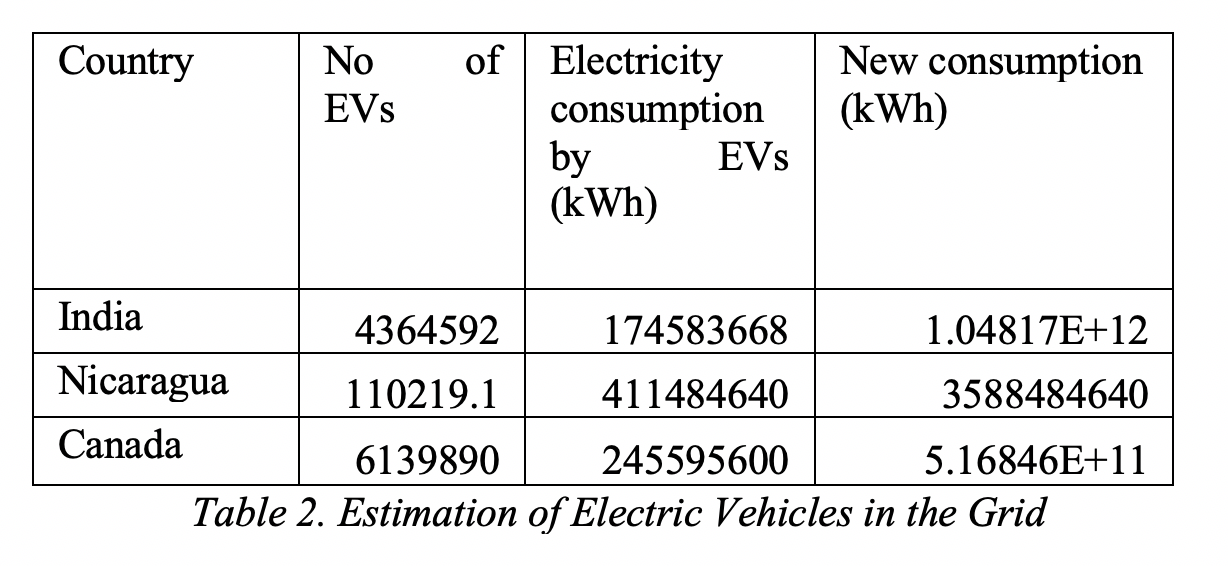 Country No of New consumption Electricity
EVs consumption (kWh)
by EVs
(kWh)
India 4364592 174583668 1.04817E+12
Nicaragua 110219.1 411484640 3588484640
Canada 6139890 245595600 5.16846E+11
Table 2. Estimation of Electric Vehicles in the Grid